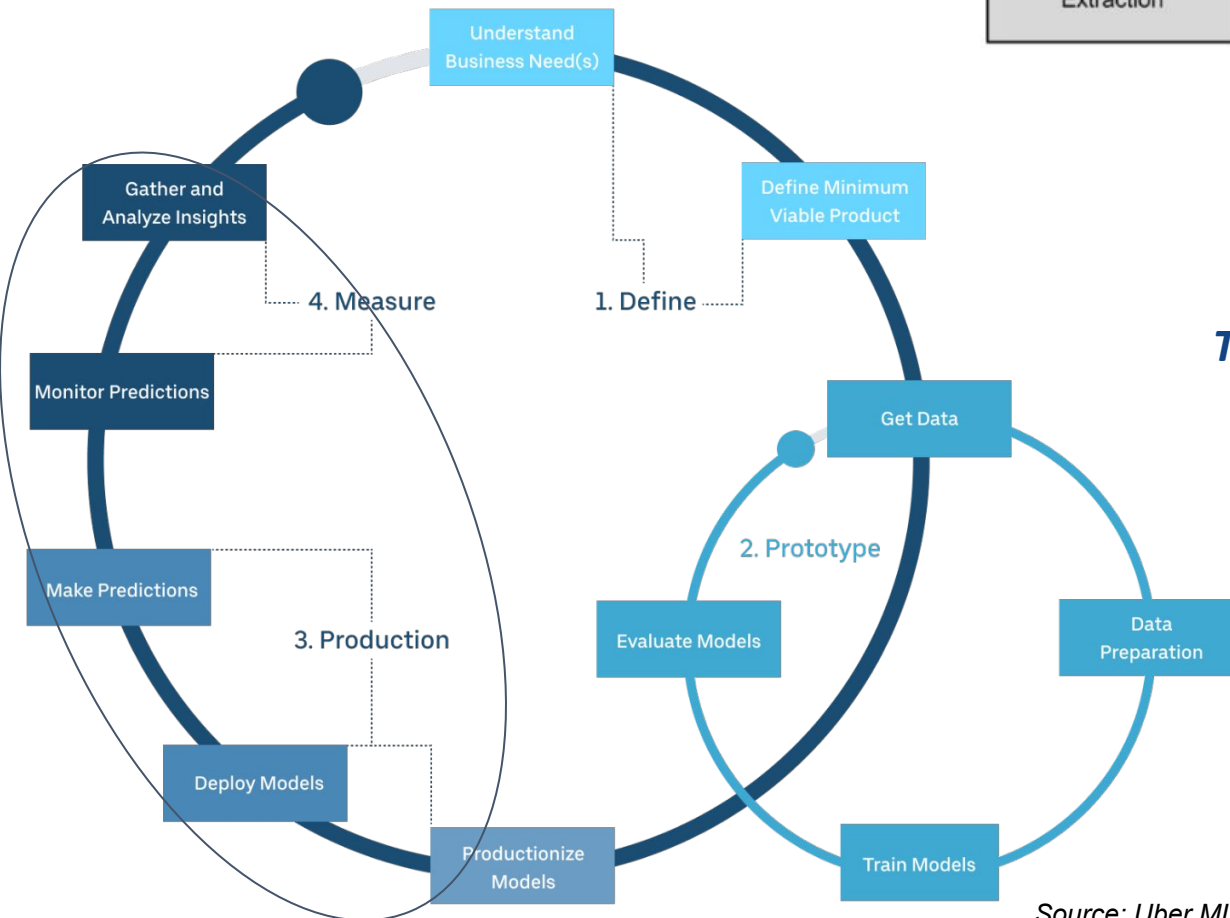 Extraction
Understand
Business Need(s)
Gather and
Analyze Insights
Define Minimum
Viable Product
4. Measure
1. Define
T
Monitor Predictions
Get Data
2. Prototype
Make Predictions
3. Production
Evaluate Models
Data
Preparation
Deploy Models
Productionize
Models
Train Models
Source: Uber MI